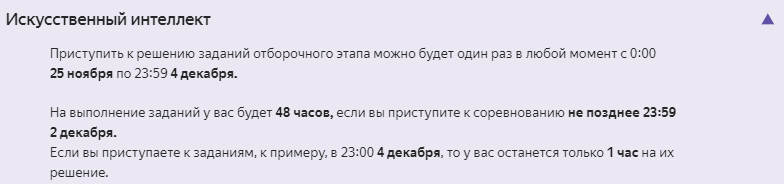 Искусственный интеллект
Приступить к решению заданий отборочного этапа можно будет один раз в любой момент с 0:00
25 ноября по 23:59 4 декабря.
На выполнение заданий у вас будет 48 часов, если вы приступите к соревнованию не позднее 23:59
2 декабря.
Если вы приступаете к заданиям, к примеру, в 23:00 4 декабря, то у вас останется только 1 час на их
решение.